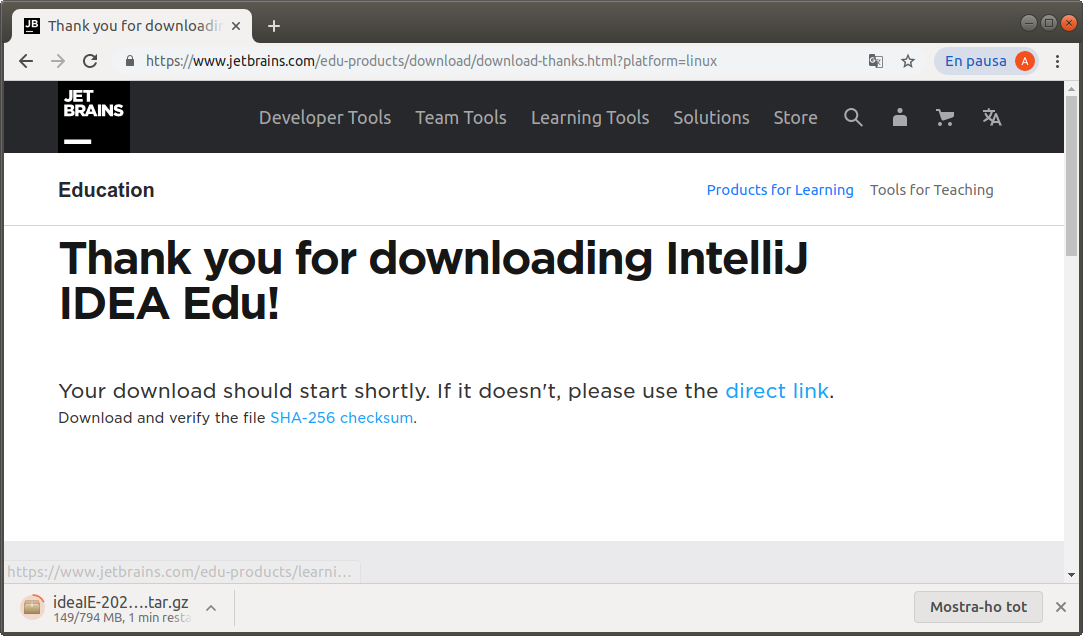 JB Thank you for downloadin
https://www.jetbrains.com/edu-products/download/download-thanks.html?platform=linux En pausa A
JET
BRAINS
Developer Tools Team Tools Learning Tools Solutions Store
Education Products for Learning Tools for Teaching
Thank you for downloading IntelliJ
IDEA Edu!
Your download should start shortly. If it doesn't, please use the direct link.
Download and verify the file SHA-256 checksum.
https://www.jetbrains.com/edu-products/learni…
ideaIE-202….tar.gz
149/794 MB, 1 min resta
Mostra-ho tot